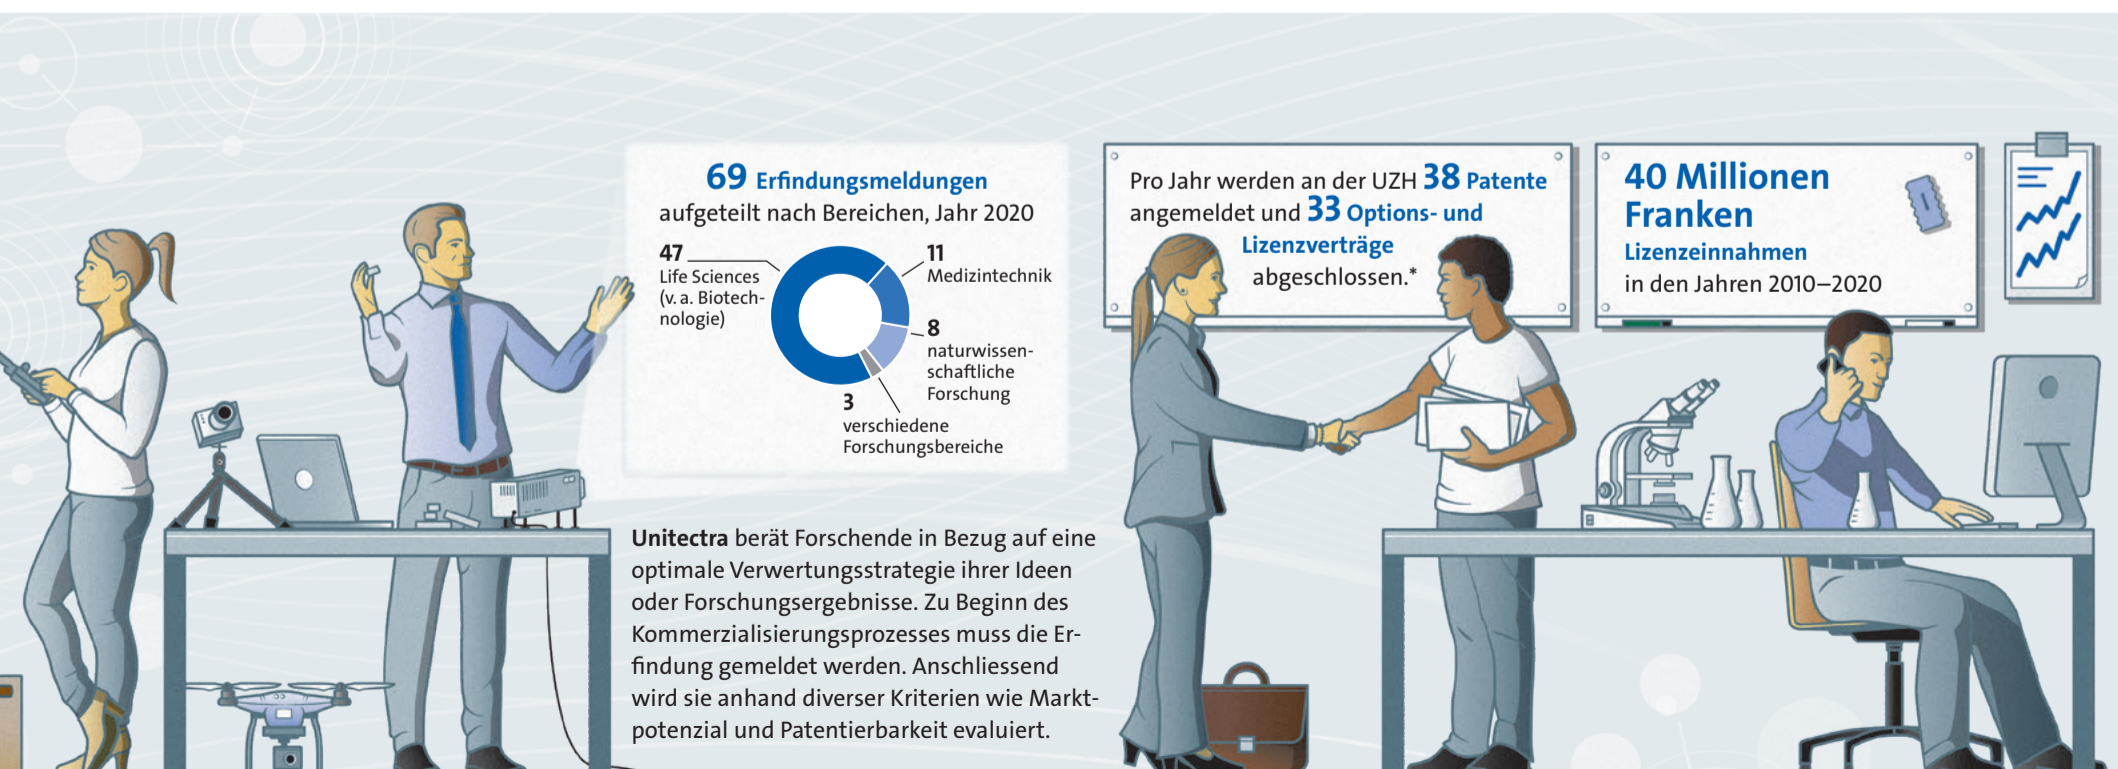 69 Erfindungsmeldungen
aufgeteilt nach Bereichen, Jahr 2020
47
Life Sciences
(v. a. Biotech-
nologie)
11
Medizintechnik
8
naturwissen-
schaftliche
Forschung
3
verschiedene
Forschungsbereiche
Unitectra berät Forschende in Bezug auf eine
optimale Verwertungsstrategie ihrer Ideen
oder Forschungsergebnisse. Zu Beginn des
Kommerzialisierungsprozesses muss die Er-
findung gemeldet werden. Anschliessend
wird sie anhand diverser Kriterien wie Markt-
potenzial und Patentierbarkeit evaluiert.
Pro Jahr werden an der UZH 38 Patente
angemeldet und 33 Options- und
Lizenzverträge
abgeschlossen.*
40 Millionen
Franken
Lizenzeinnahmen
in den Jahren 2010–2020